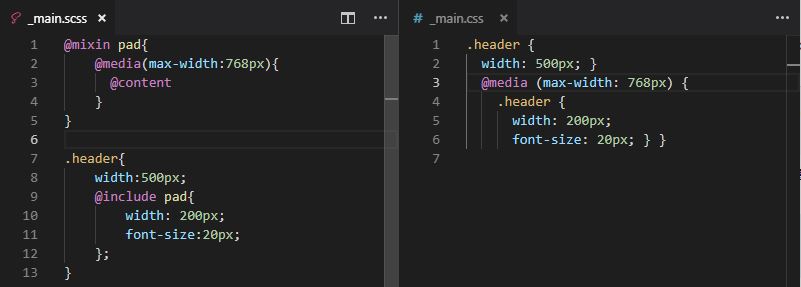 _main.scss
1 @mixin pad{
2 @media(max-width:768px){
3 @content
4 }
5 }
6
7 .header{
8 width:500px;
9 @include pad{
10 width: 200px;
11 font-size:20px;
12 };
13 }
# _main.css
1 .header {
2 width: 500px; }
3 @media (max-width: 768px) {
4 .header {
5 width: 200px;
6 font-size: 20px; } }
7